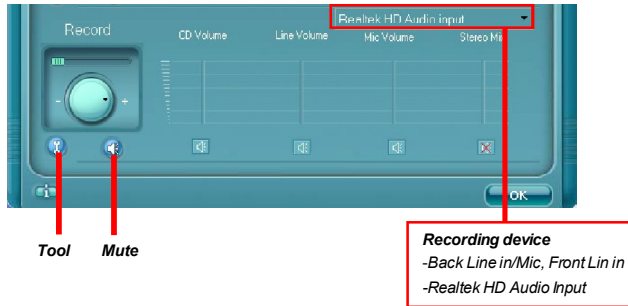 Realtek HD Audio input
Record
CD Volume
Line Volume
Mic Volume
Stereo Mix
- +
OK
Tool
Mute
Recording device
-Back Line in/Mic, Front Lin in
-Realtek HD Audio Input